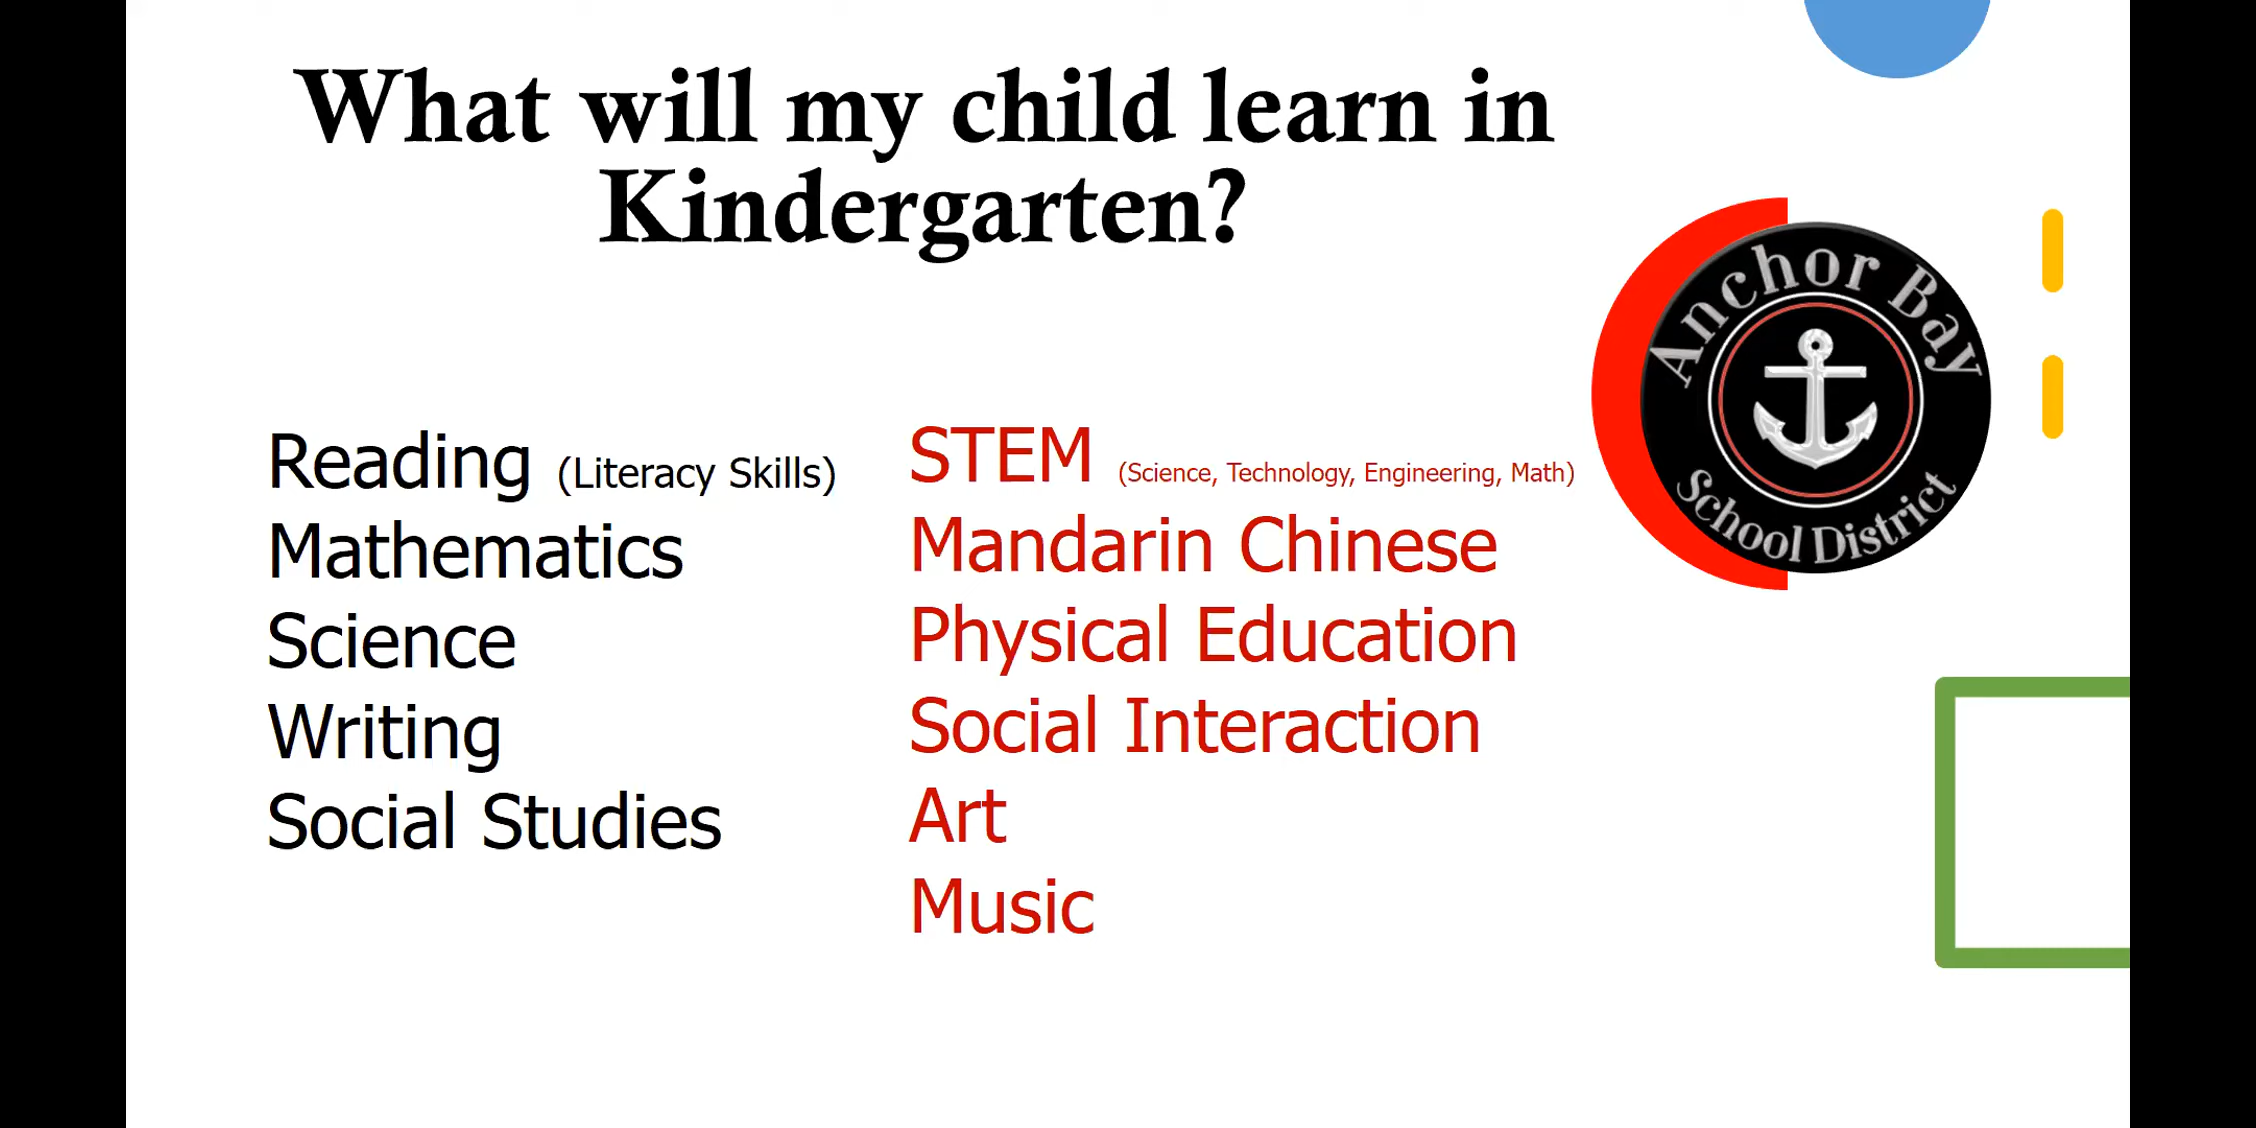 What will my child learn in
Kindergarten?
Reading (Literacy Skills)
Mathematics
Science
Writing
Social Studies
STEM (Science, Technology, Engineering, Math)
Mandarin Chinese
Physical Education
Social Interaction
Art
Music
Anchor Bay
School District